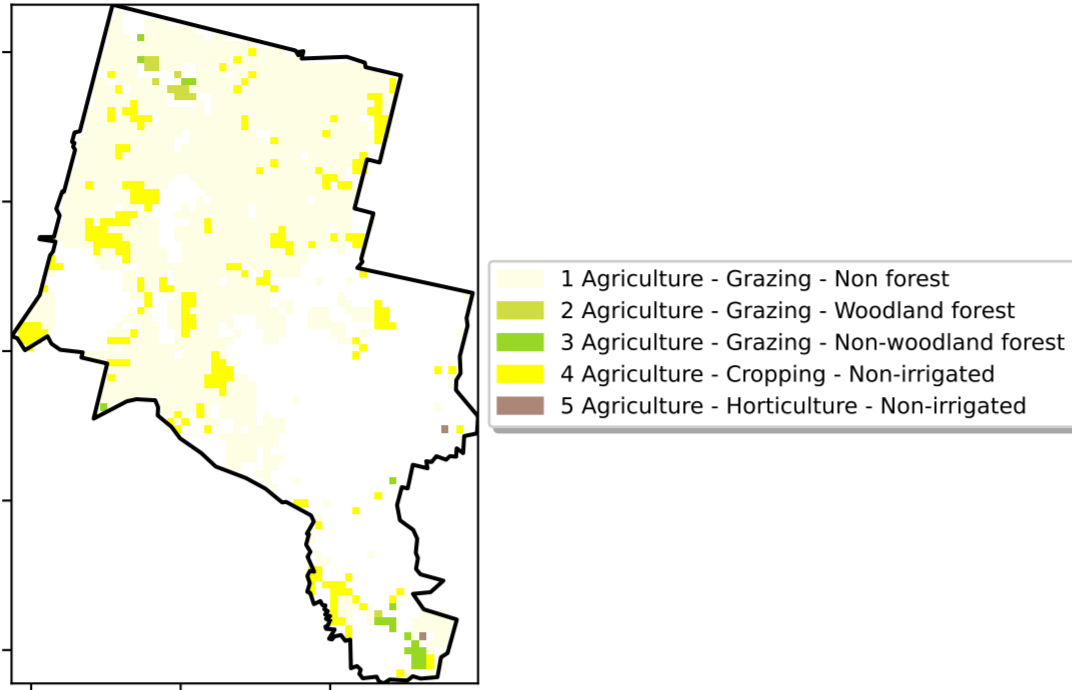 1 Agriculture - Grazing - Non forest
2 Agriculture - Grazing - Woodland forest
3 Agriculture - Grazing - Non-woodland forest
4 Agriculture - Cropping - Non-irrigated
5 Agriculture - Horticulture - Non-irrigated